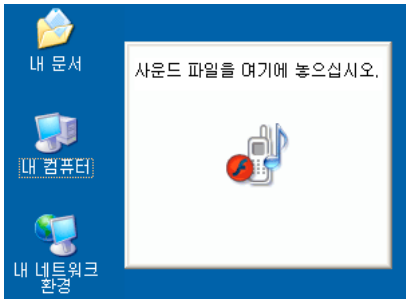 내 문서
내 컴퓨터
내 네트워크
환경
사운드 파일을 여기에 놓으십시오.